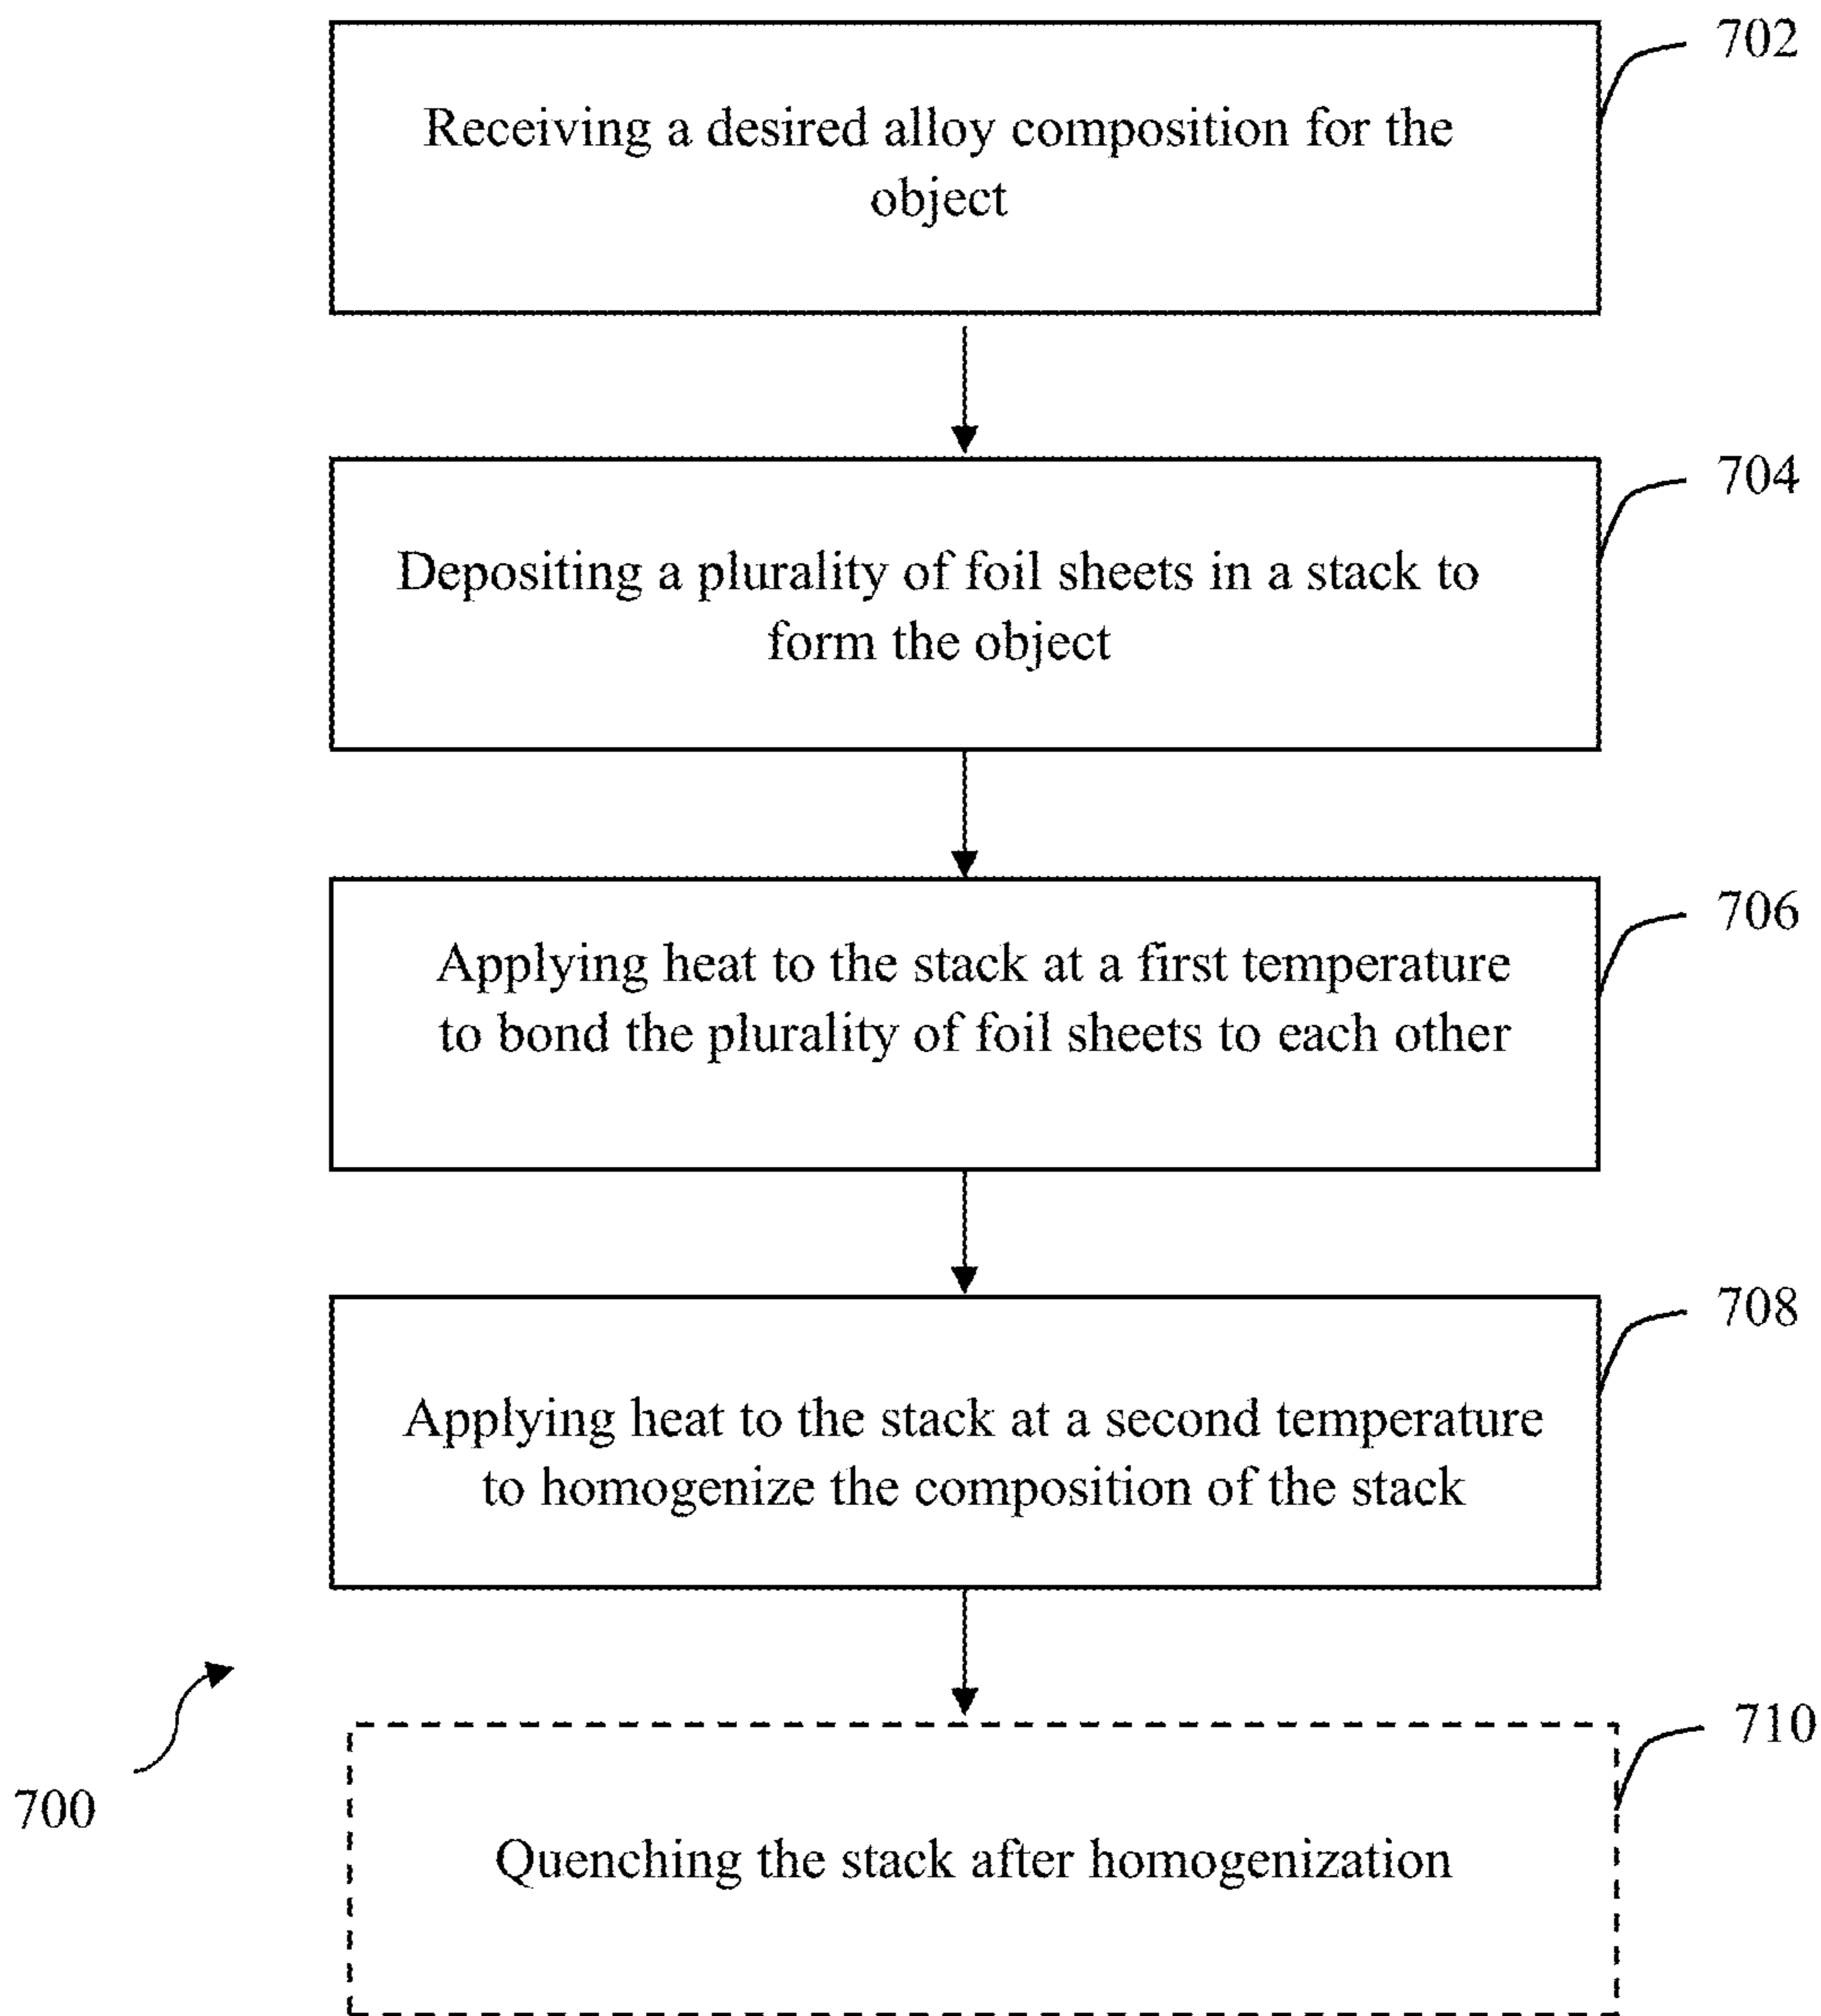 702
Receiving a desired alloy composition for the
object
704
Depositing a plurality of foil sheets in a stack to
form the object
706
Applying heat to the stack at a first temperature
to bond the plurality of foil sheets to each other
708
Applying heat to the stack at a second temperature
to homogenize the composition of the stack
710
700
Quenching the stack after homogenization